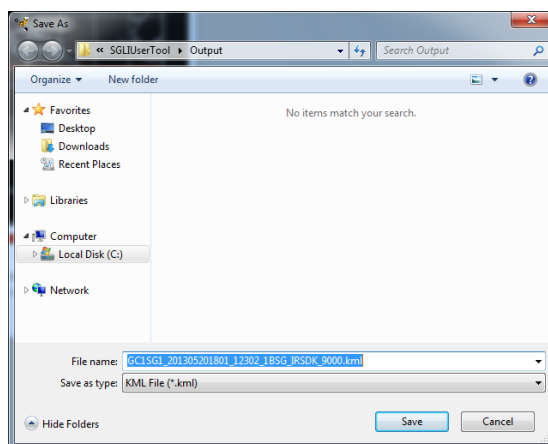 Save As
« SGLIUserTool ▸ Output
Search Output
Organize
New folder
Favorites
No items match your search.
Desktop
Downloads
Recent Places
Libraries
Computer
Local Disk (C:)
Network
File name: GC1SG1_201305201801_12302_1BSG_IRSDK_9000.kml
Save as type: KML File (*.kml)
Hide Folders
Save
Cancel